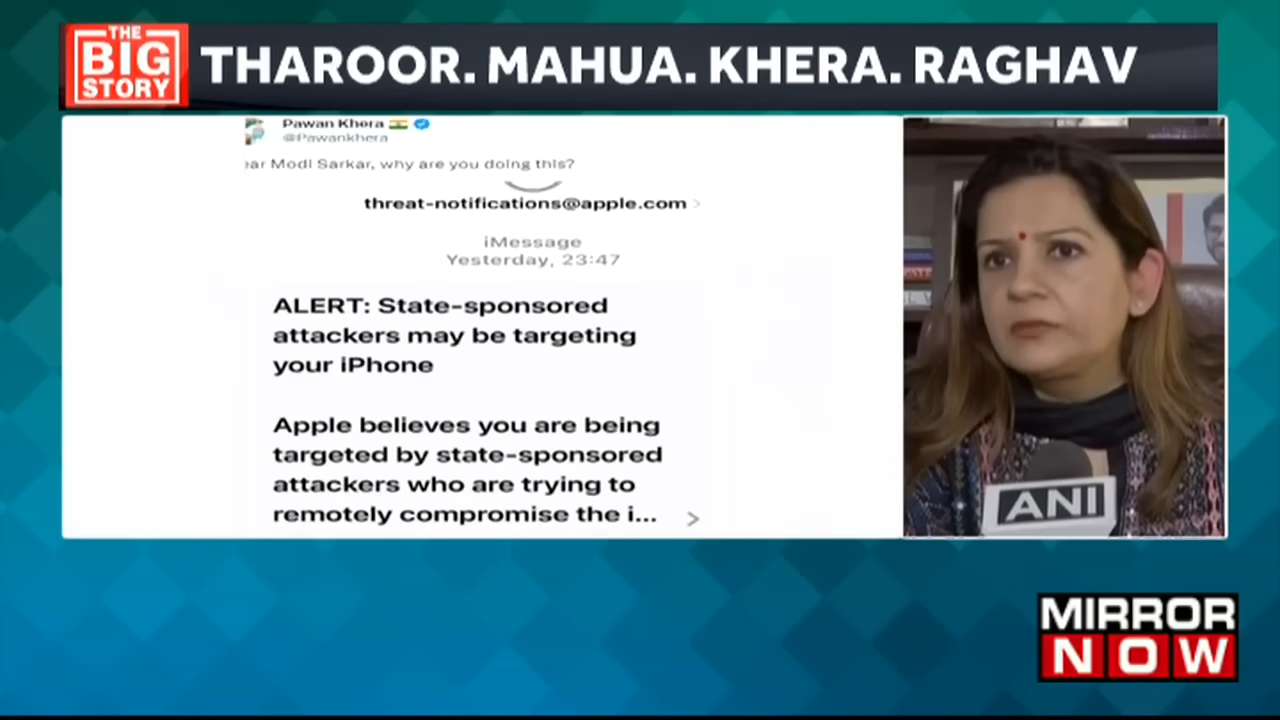 THE
BIG
STORY
THAROOR. MAHUA. KHERA. RAGHAV
Pawan Khera
@Pawankhera
ar Modi Sarkar, why are you doing this?
threat-notifications@apple.com
iMessage
Yesterday, 23:47
ALERT: State-sponsored
attackers may be targeting
your iPhone
Apple believes you are being
targeted by state-sponsored
attackers who are trying to
remotely compromise the i...
ANI
MIRROR
NOW